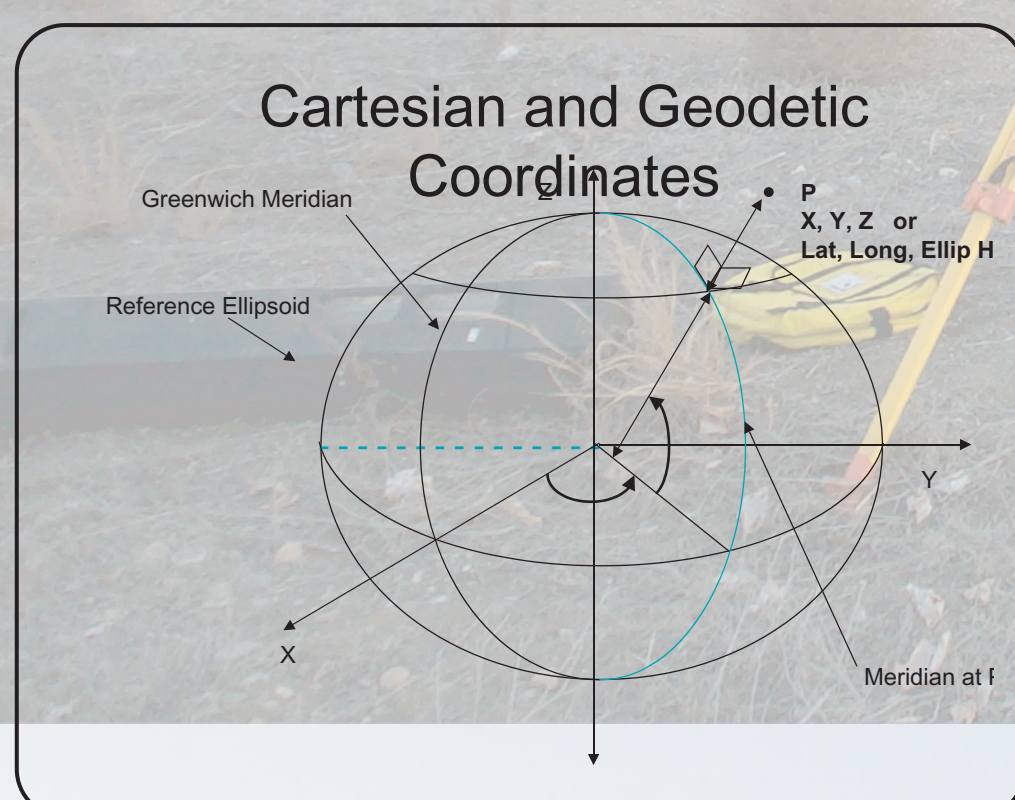 Cartesian and Geodetic
Coordinates
Z
Greenwich Meridian
P
X, Y, Z or
Lat, Long, Ellip H
Reference Ellipsoid
Y
X
Meridian at